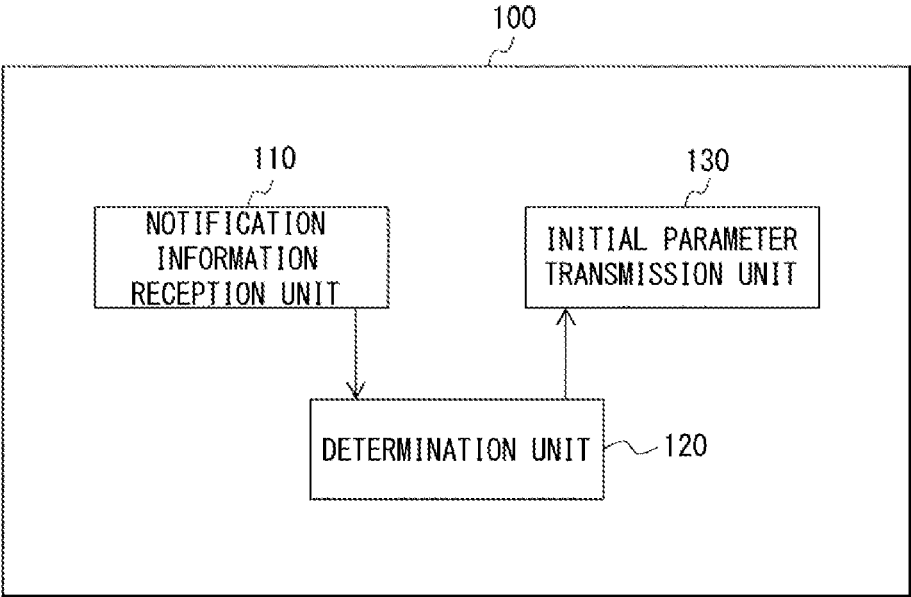 100
110
130
NOTIFICATION
INFORMATION
RECEPTION UNIT
INITIAL PARAMETER
TRANSMISSION UNIT
DETERMINATION UNIT
120